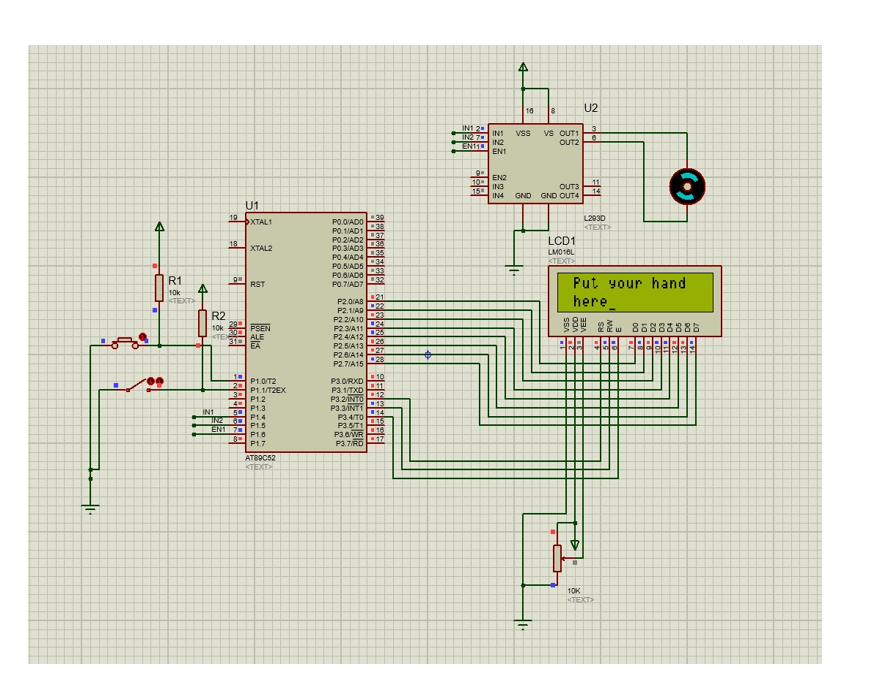 U2
16
8
IN1 2
IN2 7
EN1 1
IN1
IN2
EN1
VSS
VS
OUT1
OUT2
3
6
9
10
15
EN2
IN3
IN4
GND
GND
OUT3
OUT4
11
14
L293D
<TEXT>
U1
19
XTAL1
18
XTAL2
9
RST
29
30
31
PSEN
ALE
EA
1
2
3
4
5
6
7
8
P1.0/T2
P1.1/T2EX
P1.2
P1.3
P1.4
P1.5
P1.6
P1.7
IN1
IN2
EN1
P0.0/AD0
P0.1/AD1
P0.2/AD2
P0.3/AD3
P0.4/AD4
P0.5/AD5
P0.6/AD6
P0.7/AD7
39
38
37
36
35
34
33
32
P2.0/A8
P2.1/A9
P2.2/A10
P2.3/A11
P2.4/A12
P2.5/A13
P2.6/A14
P2.7/A15
21
22
23
24
25
26
27
28
P3.0/RXD
P3.1/TXD
P3.2/INT0
P3.3/INT1
P3.4/T0
P3.5/T1
P3.6/WR
P3.7/RD
10
11
12
13
14
15
16
17
AT89C52
<TEXT>
R1
10k
<TEXT>
R2
10k
<TEXT>
LCD1
LM016L
<TEXT>
Put your hand
here_
VSS
VDD
VEE
RS
RW
E
D0
D1
D2
D3
D4
D5
D6
D7
1
2
3
4
5
6
7
8
9
10
11
12
13
14
10K
<TEXT>